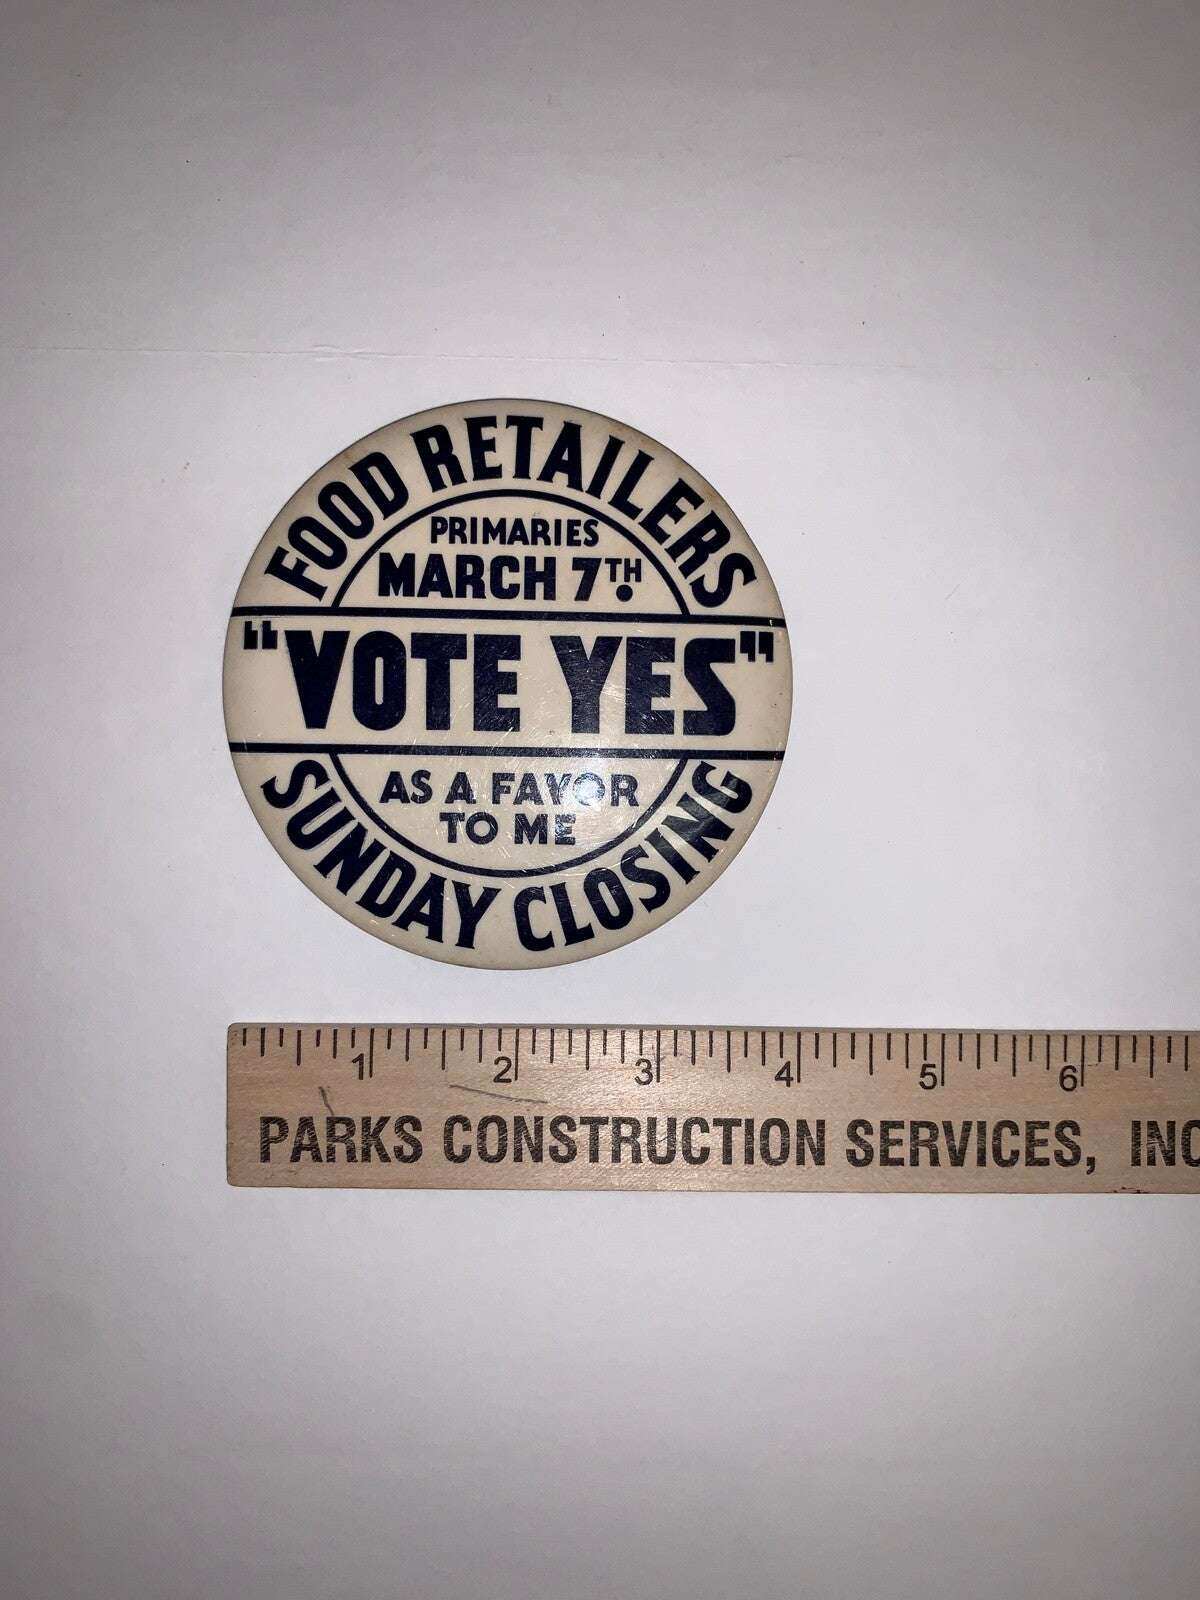 FOOD RETAILERS
PRIMARIES
MARCH 7TH.
"VOTE YES"
AS A FAVOR
TO ME
SUNDAY CLOSING
1 2 3 4 5 6
PARKS CONSTRUCTION SERVICES, INC